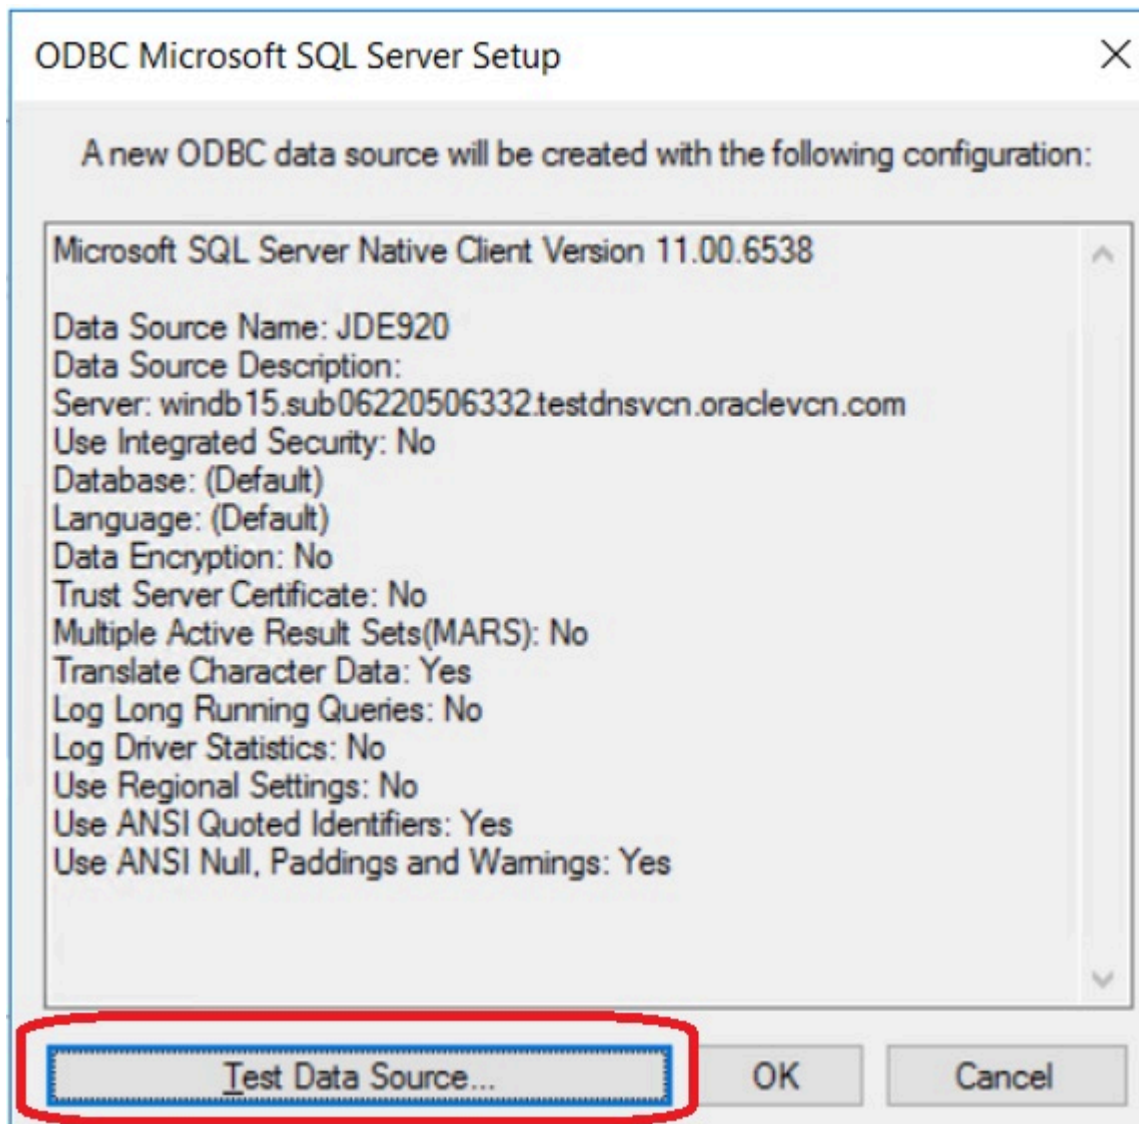 ODBC Microsoft SQL Server Setup
A new ODBC data source will be created with the following configuration:
Microsoft SQL Server Native Client Version 11.00.6538
Data Source Name: JDE920
Data Source Description:
Server: windb15.sub06220506332.testdnsvcn.oraclevcn.com
Use Integrated Security: No
Database: (Default)
Language: (Default)
Data Encryption: No
Trust Server Certificate: No
Multiple Active Result Sets(MARS): No
Translate Character Data: Yes
Log Long Running Queries: No
Log Driver Statistics: No
Use Regional Settings: No
Use ANSI Quoted Identifiers: Yes
Use ANSI Null, Paddings and Warnings: Yes
Test Data Source... OK Cancel